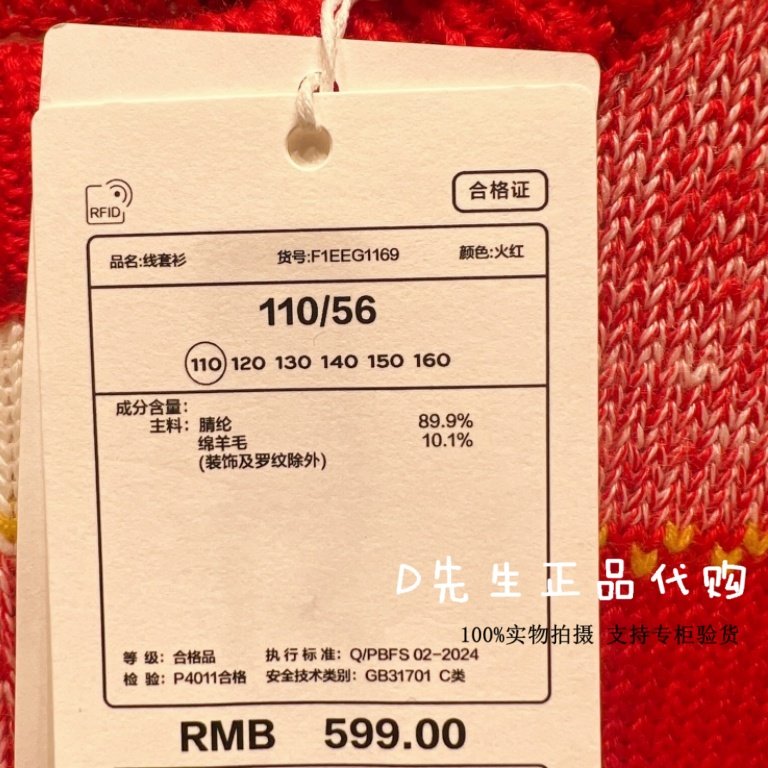 RFID
合格证
品名:线套衫 货号:F1EEG1169 颜色:火红
110/56
110 120 130 140 150 160
成分含量:
主料: 腈纶 89.9%
绵羊毛 10.1%
(装饰及罗纹除外)
D先生正品代购
100%实物拍摄 支持专柜验货
等 级: 合格品 执行标准: Q/PBFS 02-2024
检 验: P4011合格 安全技术类别: GB31701 C类
RMB 599.00